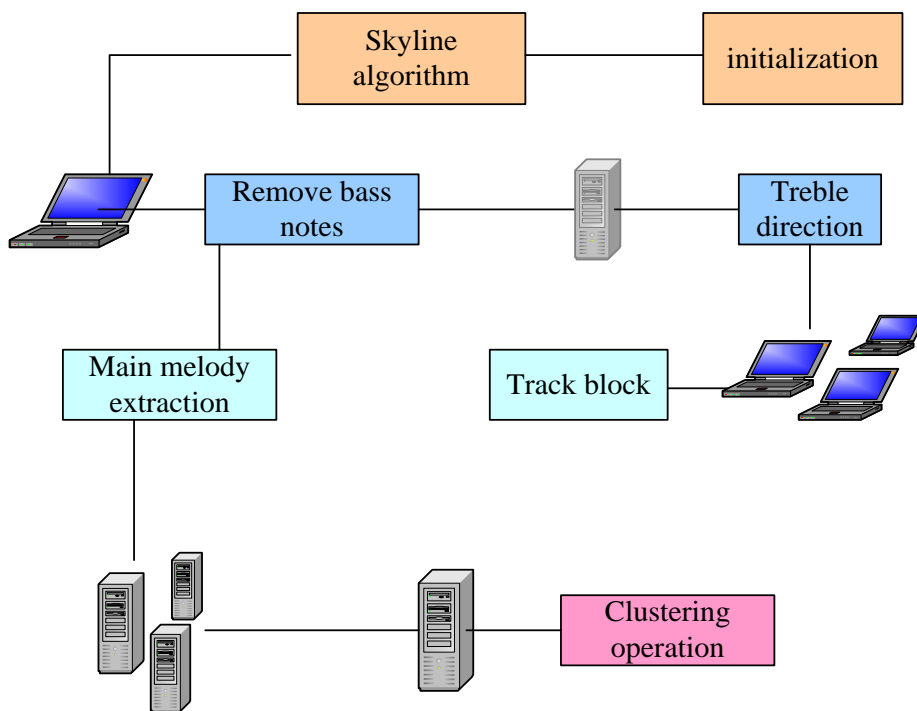 Skyline
algorithm
initialization
Remove bass
notes
Treble
direction
Main melody
extraction
Track block
Clustering
operation